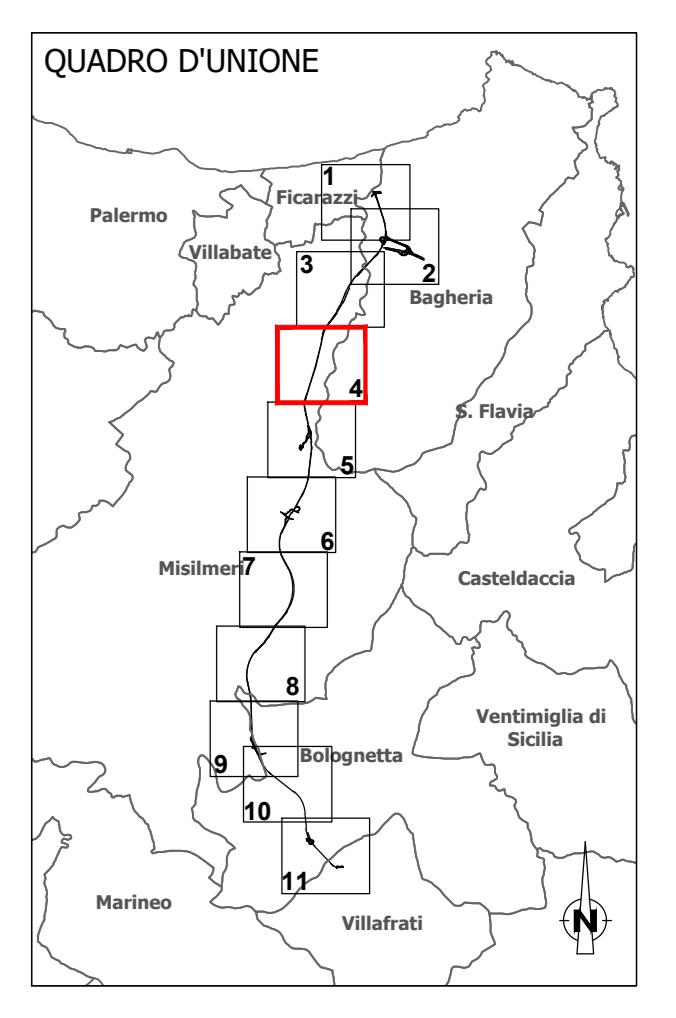 QUADRO D'UNIONE
1
Ficarazzi
Palermo
Villabate
3
2
Bagheria
4
S. Flavia
5
6
Misilmeri
7
Casteldaccia
8
Ventimiglia di
Sicilia
Bolognetta
9
10
11
Marineo
Villafrati
N